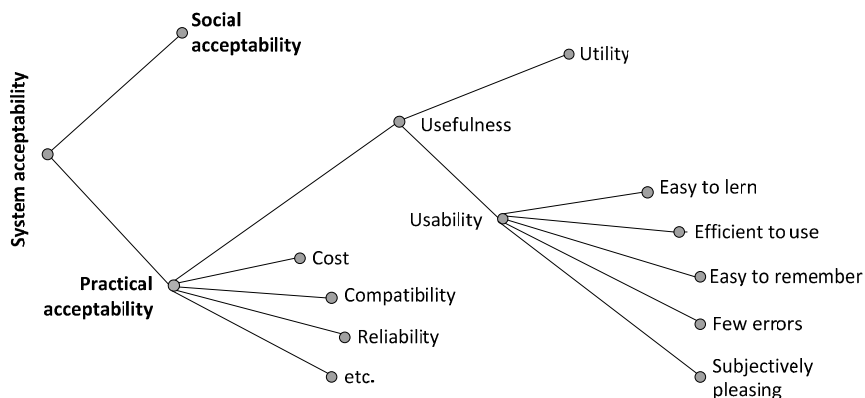 System acceptability
Social
acceptability
Practical
acceptability
Usefulness
Utility
Usability
Easy to lern
Efficient to use
Easy to remember
Few errors
Subjectively
pleasing
Cost
Compatibility
Reliability
etc.